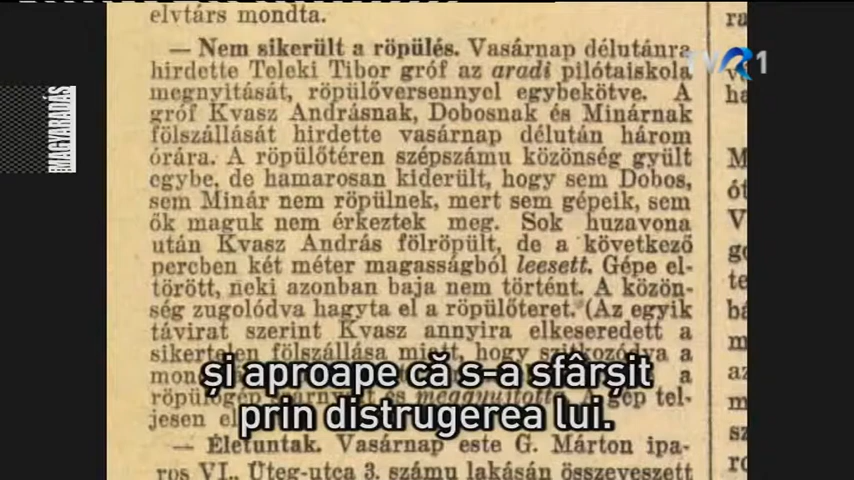 elvtárs mondta.
— Nem sikerült a röpülés. Vasárnap délutánra
hirdette Teleki Tibor gróf az aradi pilótaiskola
megnyitását, röpülőversennyel egybekötve. A
gróf Kvasz Andrásnak, Dobosnak és Minárnak
fölszállását hirdette vasárnap délután három
órára. A röpülőtéren szépszámu közönség gyült
egybe, de hamarosan kiderült, hogy sem Dobos,
sem Minár nem röpülnek, mert sem gépeik, sem
ők maguk nem érkeztek meg. Sok huzavona
után Kvasz András fölröpült, de a következő
percben két méter magasságból leesett. Gépe el-
törött, neki azonban baja nem történt. A közön-
ség zugolódva hagyta el a röpülőteret. (Az egyik
távirat szerint Kvasz annyira elkeseredett a
sikertelen fölszállása miatt, hogy szitkozódva a
a
röpülőgép és meggyujtotta. A gép tel-
jesen
— Életuntak. Vasárnap este G. Márton ipa-
ros VI., Üteg-utca 3. számu lakásán összeveszett
TVR1
MAGYARADÁS
și aproape că s-a sfârșit
prin distrugerea lui.